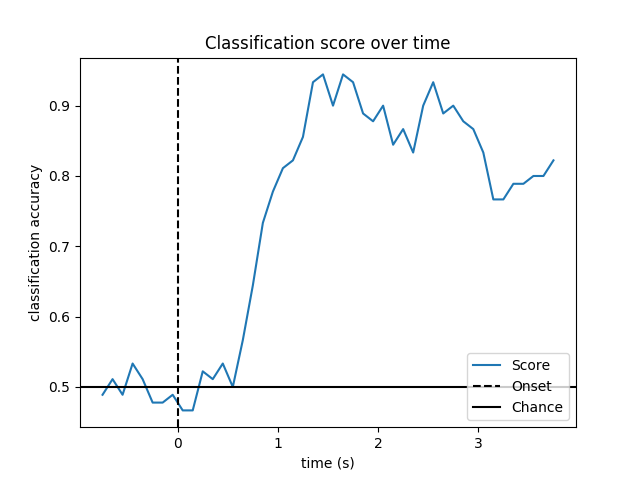 Classification score over time
classification accuracy
0.9
0.8
0.7
0.6
0.5
0
1
2
3
time (s)
Score
Onset
Chance